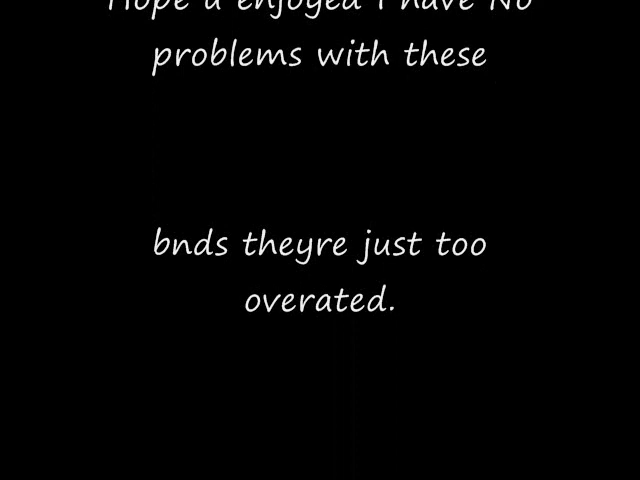 Hope u enjoyed I have No
problems with these
bnds theyre just too
overated.